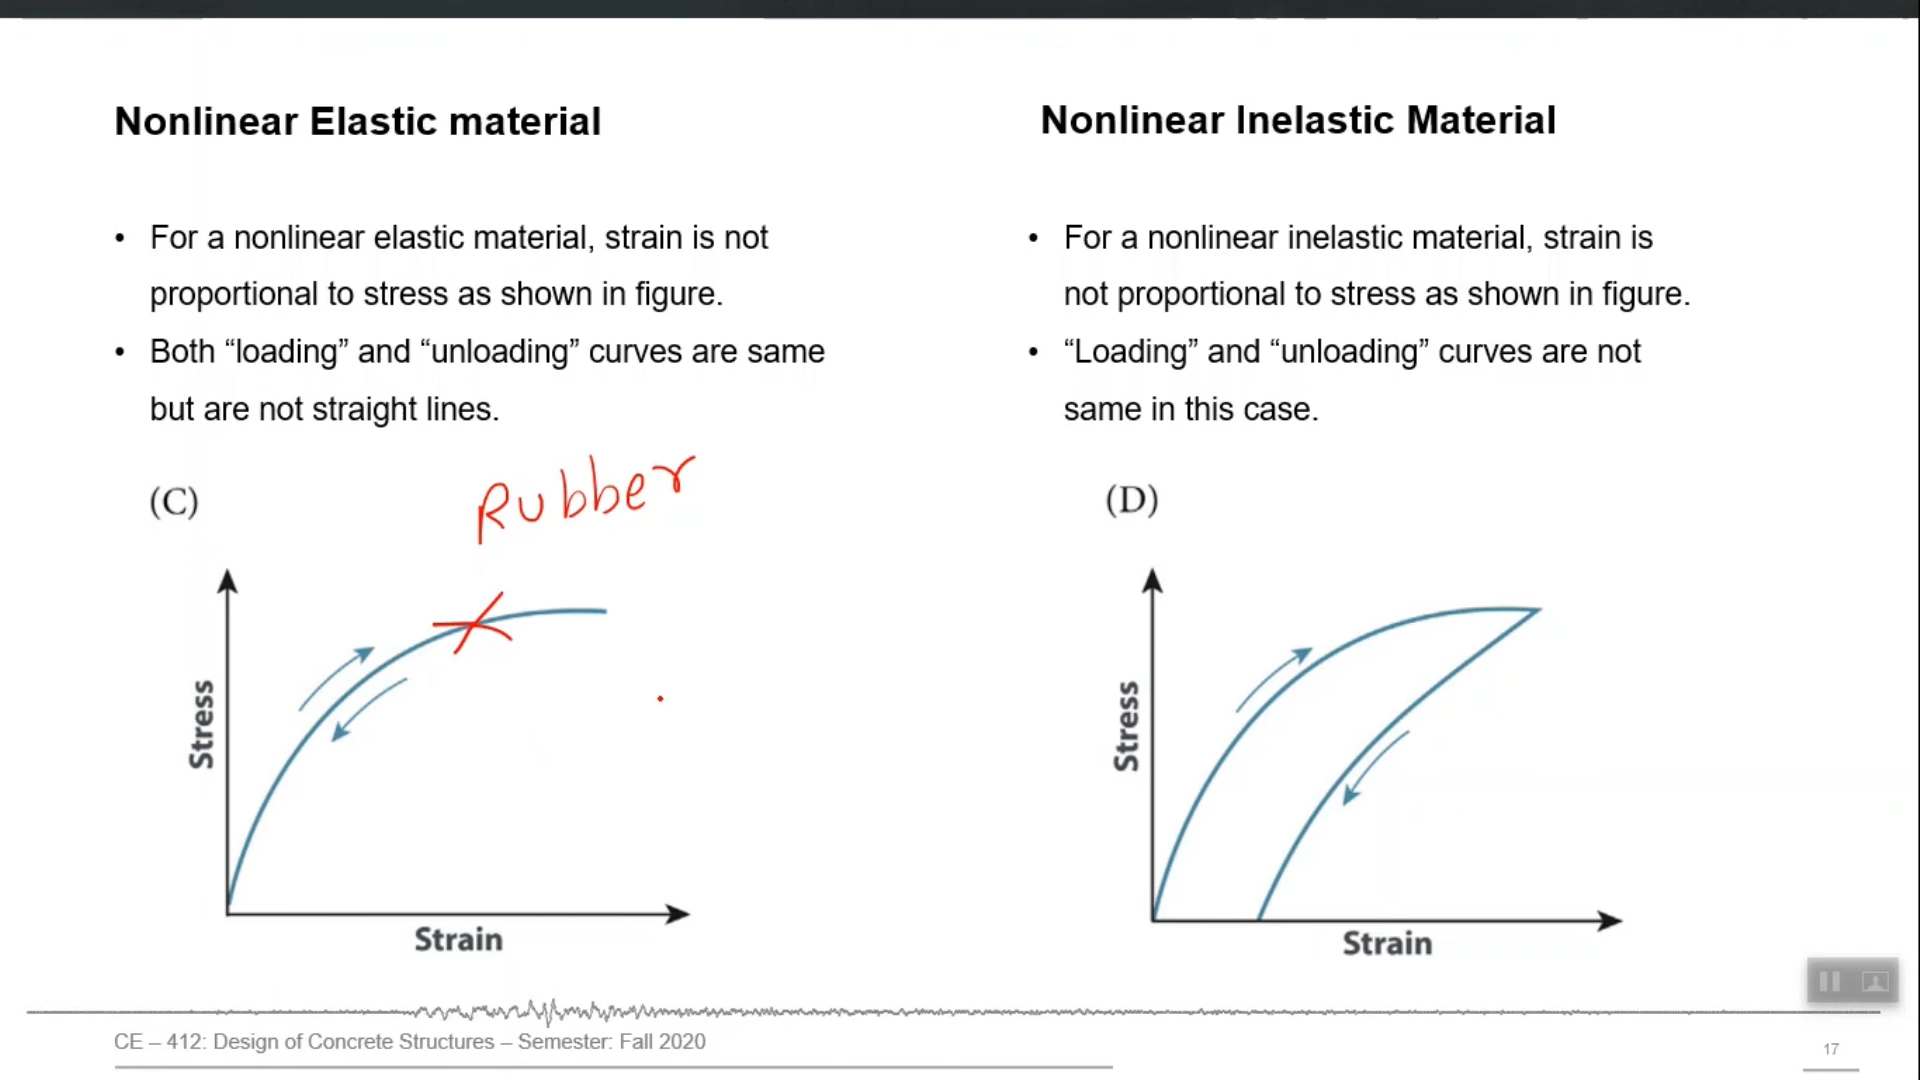 Nonlinear Elastic material
• For a nonlinear elastic material, strain is not
proportional to stress as shown in figure.
• Both “loading” and “unloading” curves are same
but are not straight lines.
(C)
Rubber
Stress
Strain
Nonlinear Inelastic Material
• For a nonlinear inelastic material, strain is
not proportional to stress as shown in figure.
• “Loading” and “unloading” curves are not
same in this case.
(D)
Stress
Strain
CE – 412: Design of Concrete Structures – Semester: Fall 2020
17